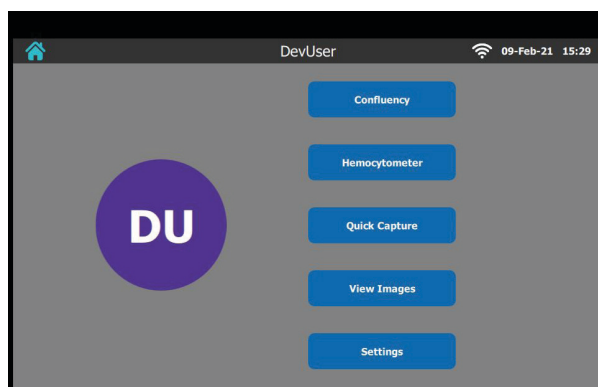 DevUser
09-Feb-21 15:29
DU
Confluency
Hemocytometer
Quick Capture
View Images
Settings